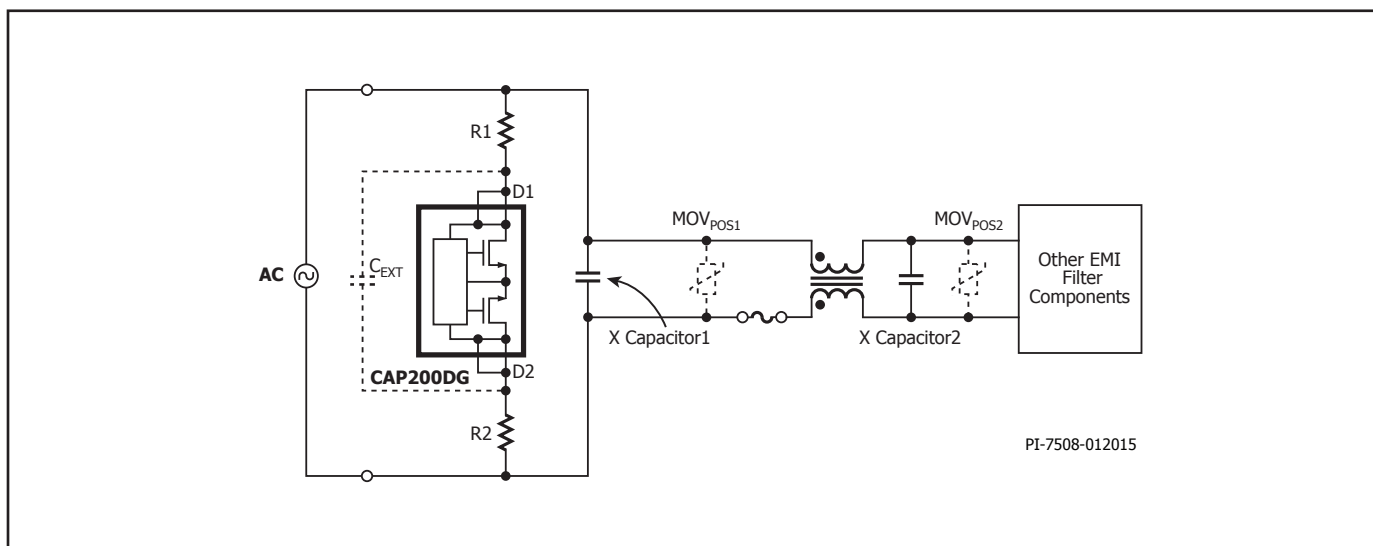 R1
D1
MOVPOS1
MOVPOS2
AC
CEXT
Other EMI
Filter
Components
X Capacitor1
X Capacitor2
CAP200DG
D2
R2
PI-7508-012015